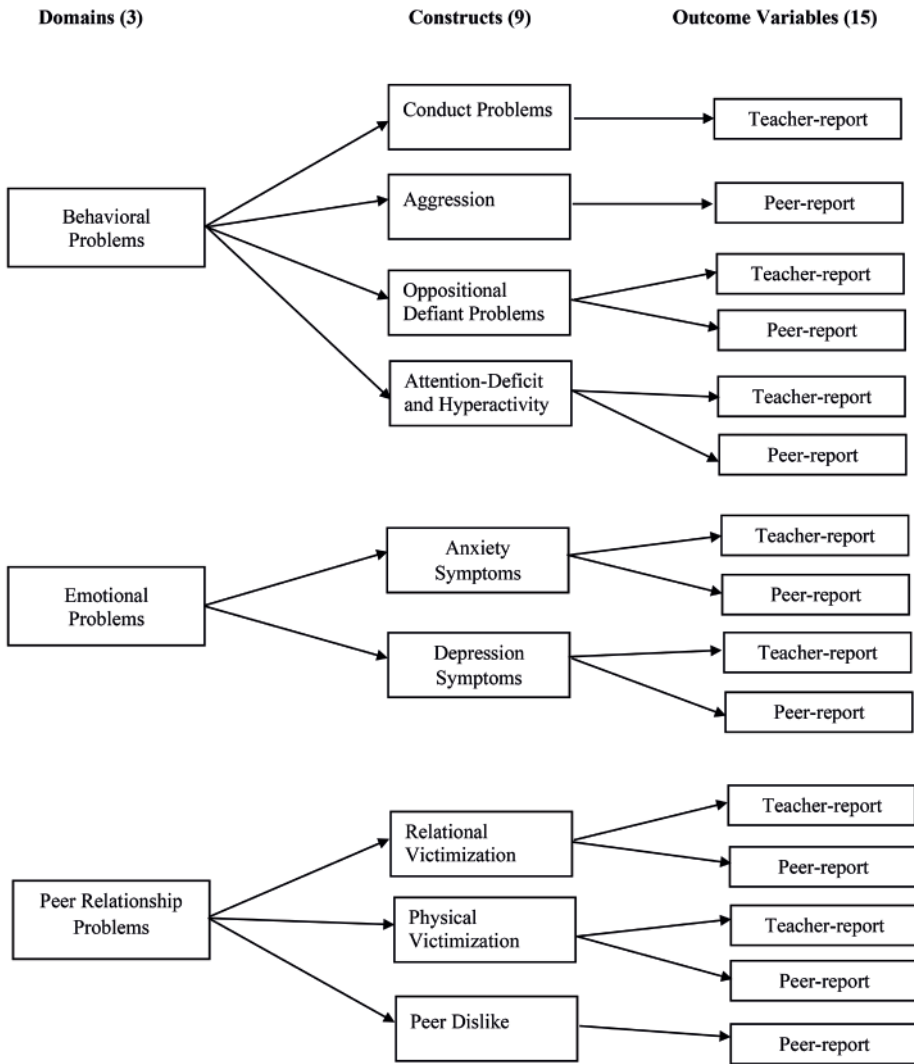 Domains (3) Constructs (9) Outcome Variables (15)
Behavioral
Problems
Conduct Problems
Teacher-report
Aggression
Peer-report
Oppositional
Defiant Problems
Teacher-report
Peer-report
Attention-Deficit
and Hyperactivity
Teacher-report
Peer-report
Emotional
Problems
Anxiety
Symptoms
Teacher-report
Peer-report
Depression
Symptoms
Teacher-report
Peer-report
Peer Relationship
Problems
Relational
Victimization
Teacher-report
Peer-report
Physical
Victimization
Teacher-report
Peer-report
Peer Dislike
Peer-report